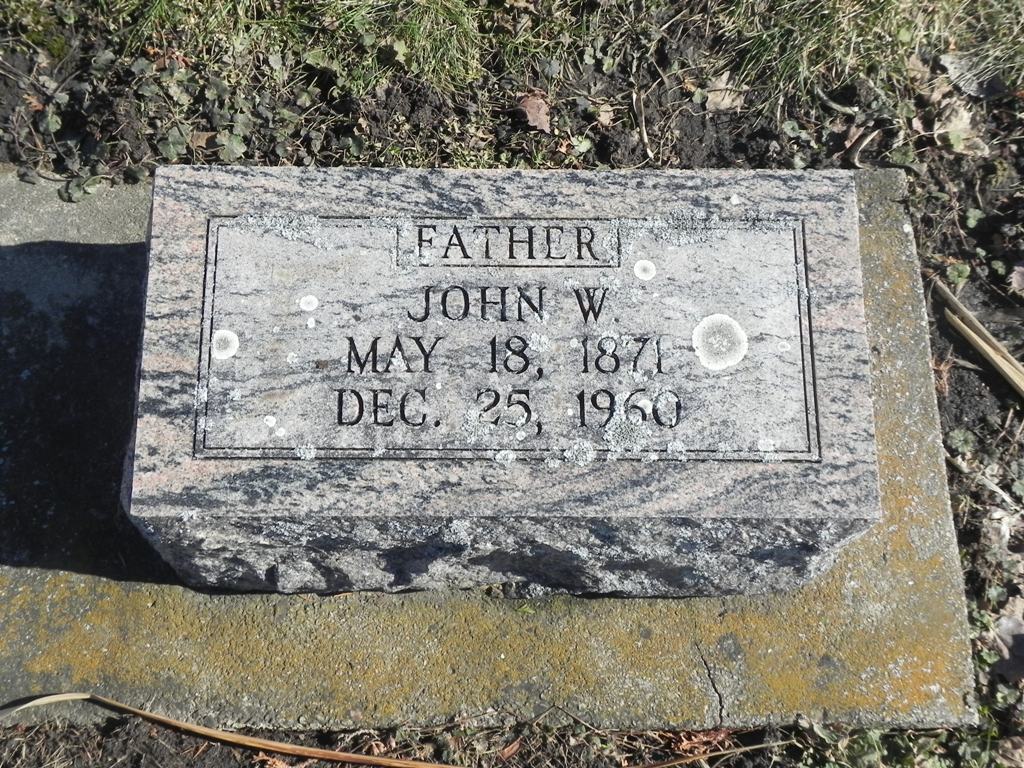 FATHER
JOHN W.
MAY 18, 1871
DEC. 25, 1960